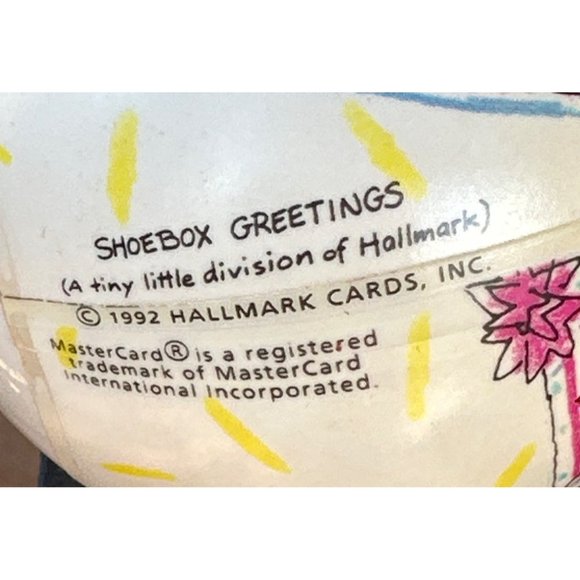 SHOEBOX GREETINGS
(A tiny little division of Hallmark)
© 1992 HALLMARK CARDS, INC.
MasterCard® is a registered
trademark of MasterCard
International Incorporated.